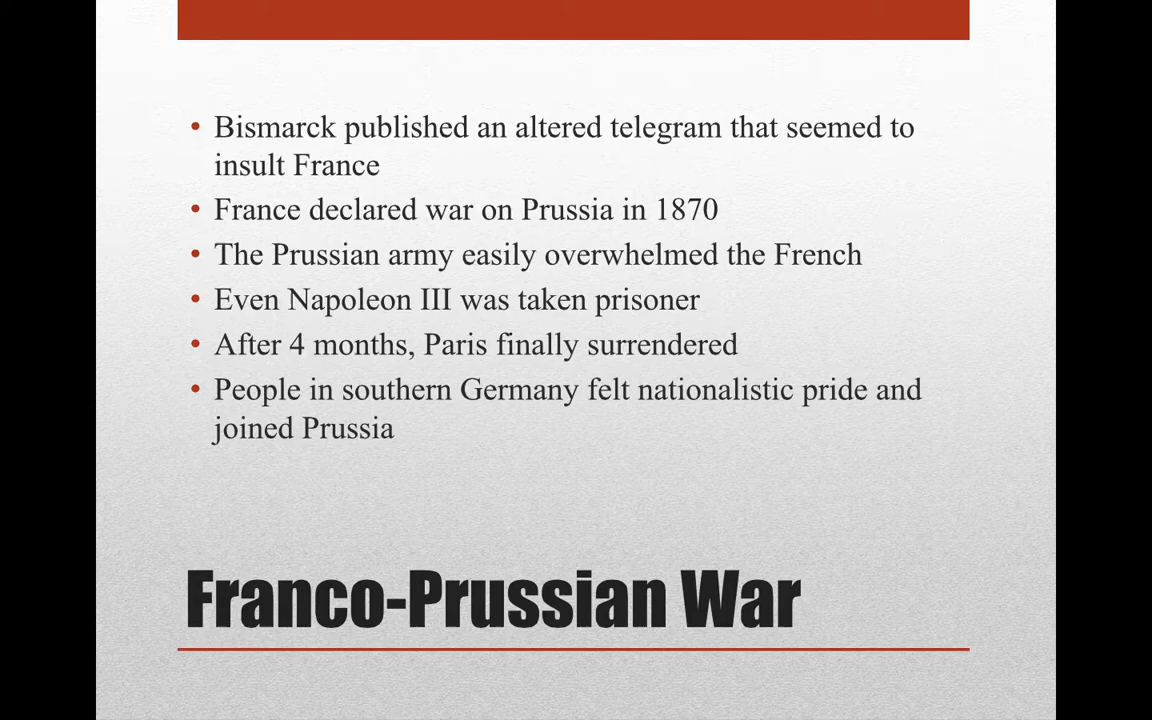 • Bismarck published an altered telegram that seemed to
insult France
• France declared war on Prussia in 1870
• The Prussian army easily overwhelmed the French
• Even Napoleon III was taken prisoner
• After 4 months, Paris finally surrendered
• People in southern Germany felt nationalistic pride and
joined Prussia
Franco-Prussian War